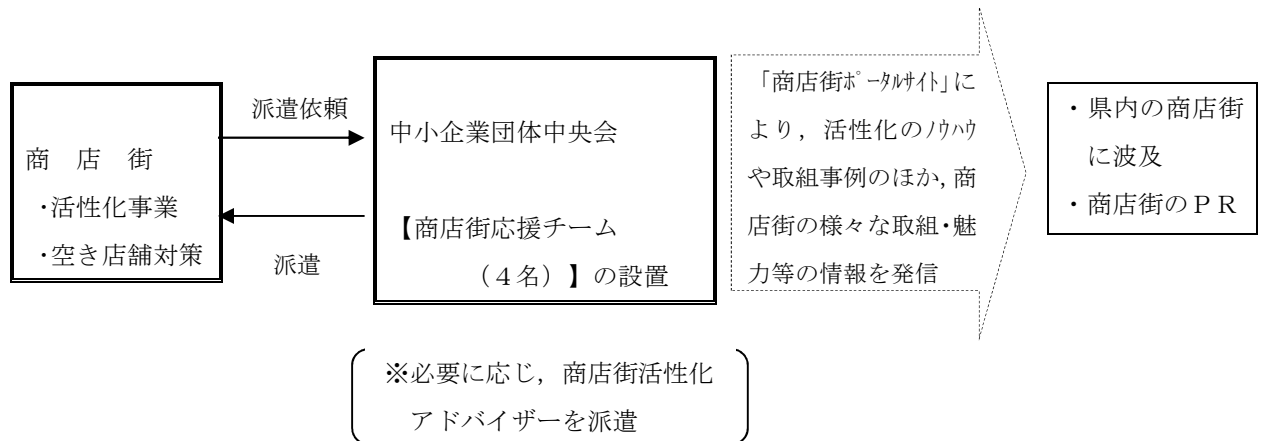 商　店　街
・活性化事業
・空き店舗対策
派遣依頼
派遣
中小企業団体中央会
【商店街応援チーム
（４名）】の設置
「商店街ﾎﾟｰﾀﾙｻｲﾄ」に
より，活性化のﾉｳﾊｳ
や取組事例のほか，商
店街の様々な取組・魅
力等の情報を発信
・県内の商店街
に波及
・商店街のＰＲ
※必要に応じ，商店街活性化
アドバイザーを派遣